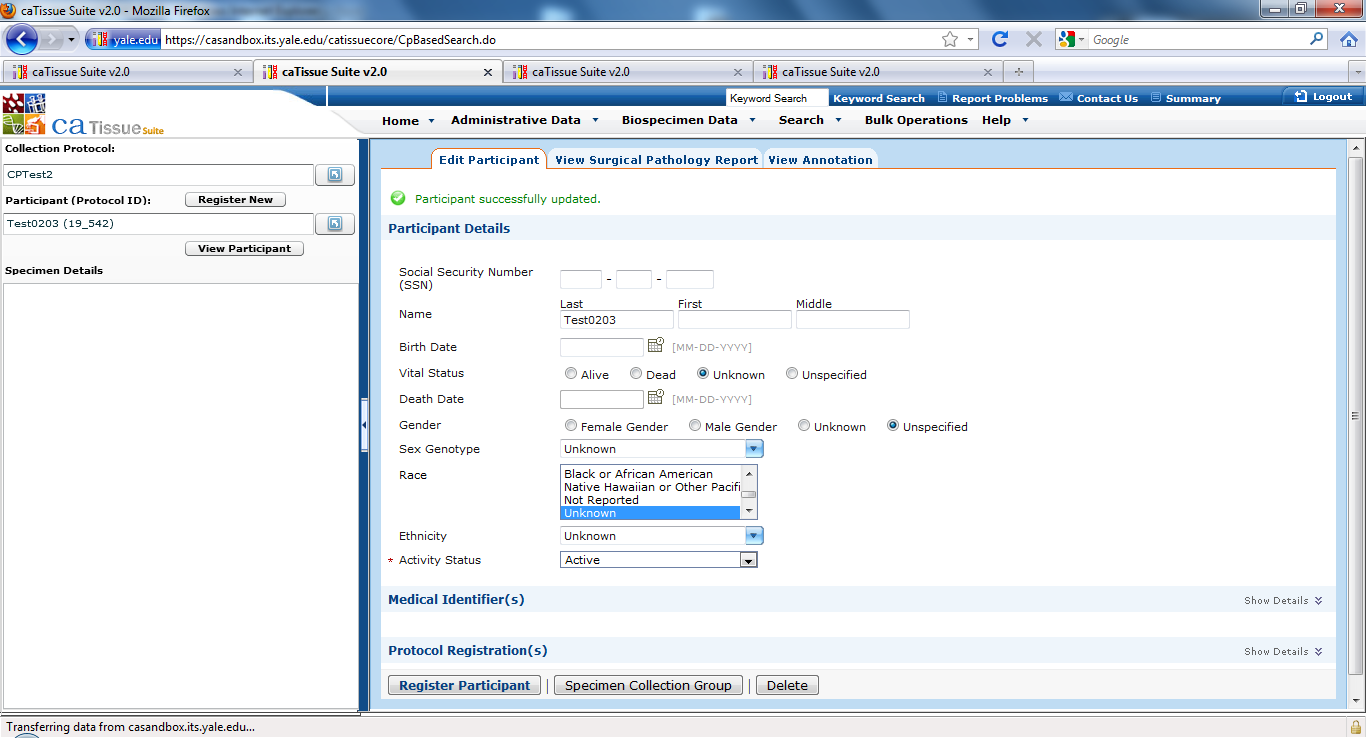 caTissue Suite v2.0 - Mozilla Firefox
yale.edu https://casandbox.its.yale.edu/catissuecore/CpBasedSearch.do
Google
caTissue Suite v2.0
caTissue Suite v2.0
caTissue Suite v2.0
caTissue Suite v2.0
Keyword Search Keyword Search Report Problems Contact Us Summary Logout
ca Tissue Suite
Home Administrative Data Biospecimen Data Search Bulk Operations Help
Collection Protocol:
CPTest2
Participant (Protocol ID): Register New
Test0203 (19_542)
View Participant
Specimen Details
Edit Participant View Surgical Pathology Report View Annotation
Participant successfully updated.
Participant Details
Social Security Number
(SSN) - -
Last First Middle
Name
Test0203
Birth Date [MM-DD-YYYY]
Vital Status Alive Dead Unknown Unspecified
Death Date [MM-DD-YYYY]
Gender Female Gender Male Gender Unknown Unspecified
Sex Genotype Unknown
Race
Black or African American
Native Hawaiian or Other Pacifi
Not Reported
Unknown
Ethnicity Unknown
* Activity Status Active
Medical Identifier(s) Show Details
Protocol Registration(s) Show Details
Register Participant | Specimen Collection Group | Delete
Transferring data from casandbox.its.yale.edu...